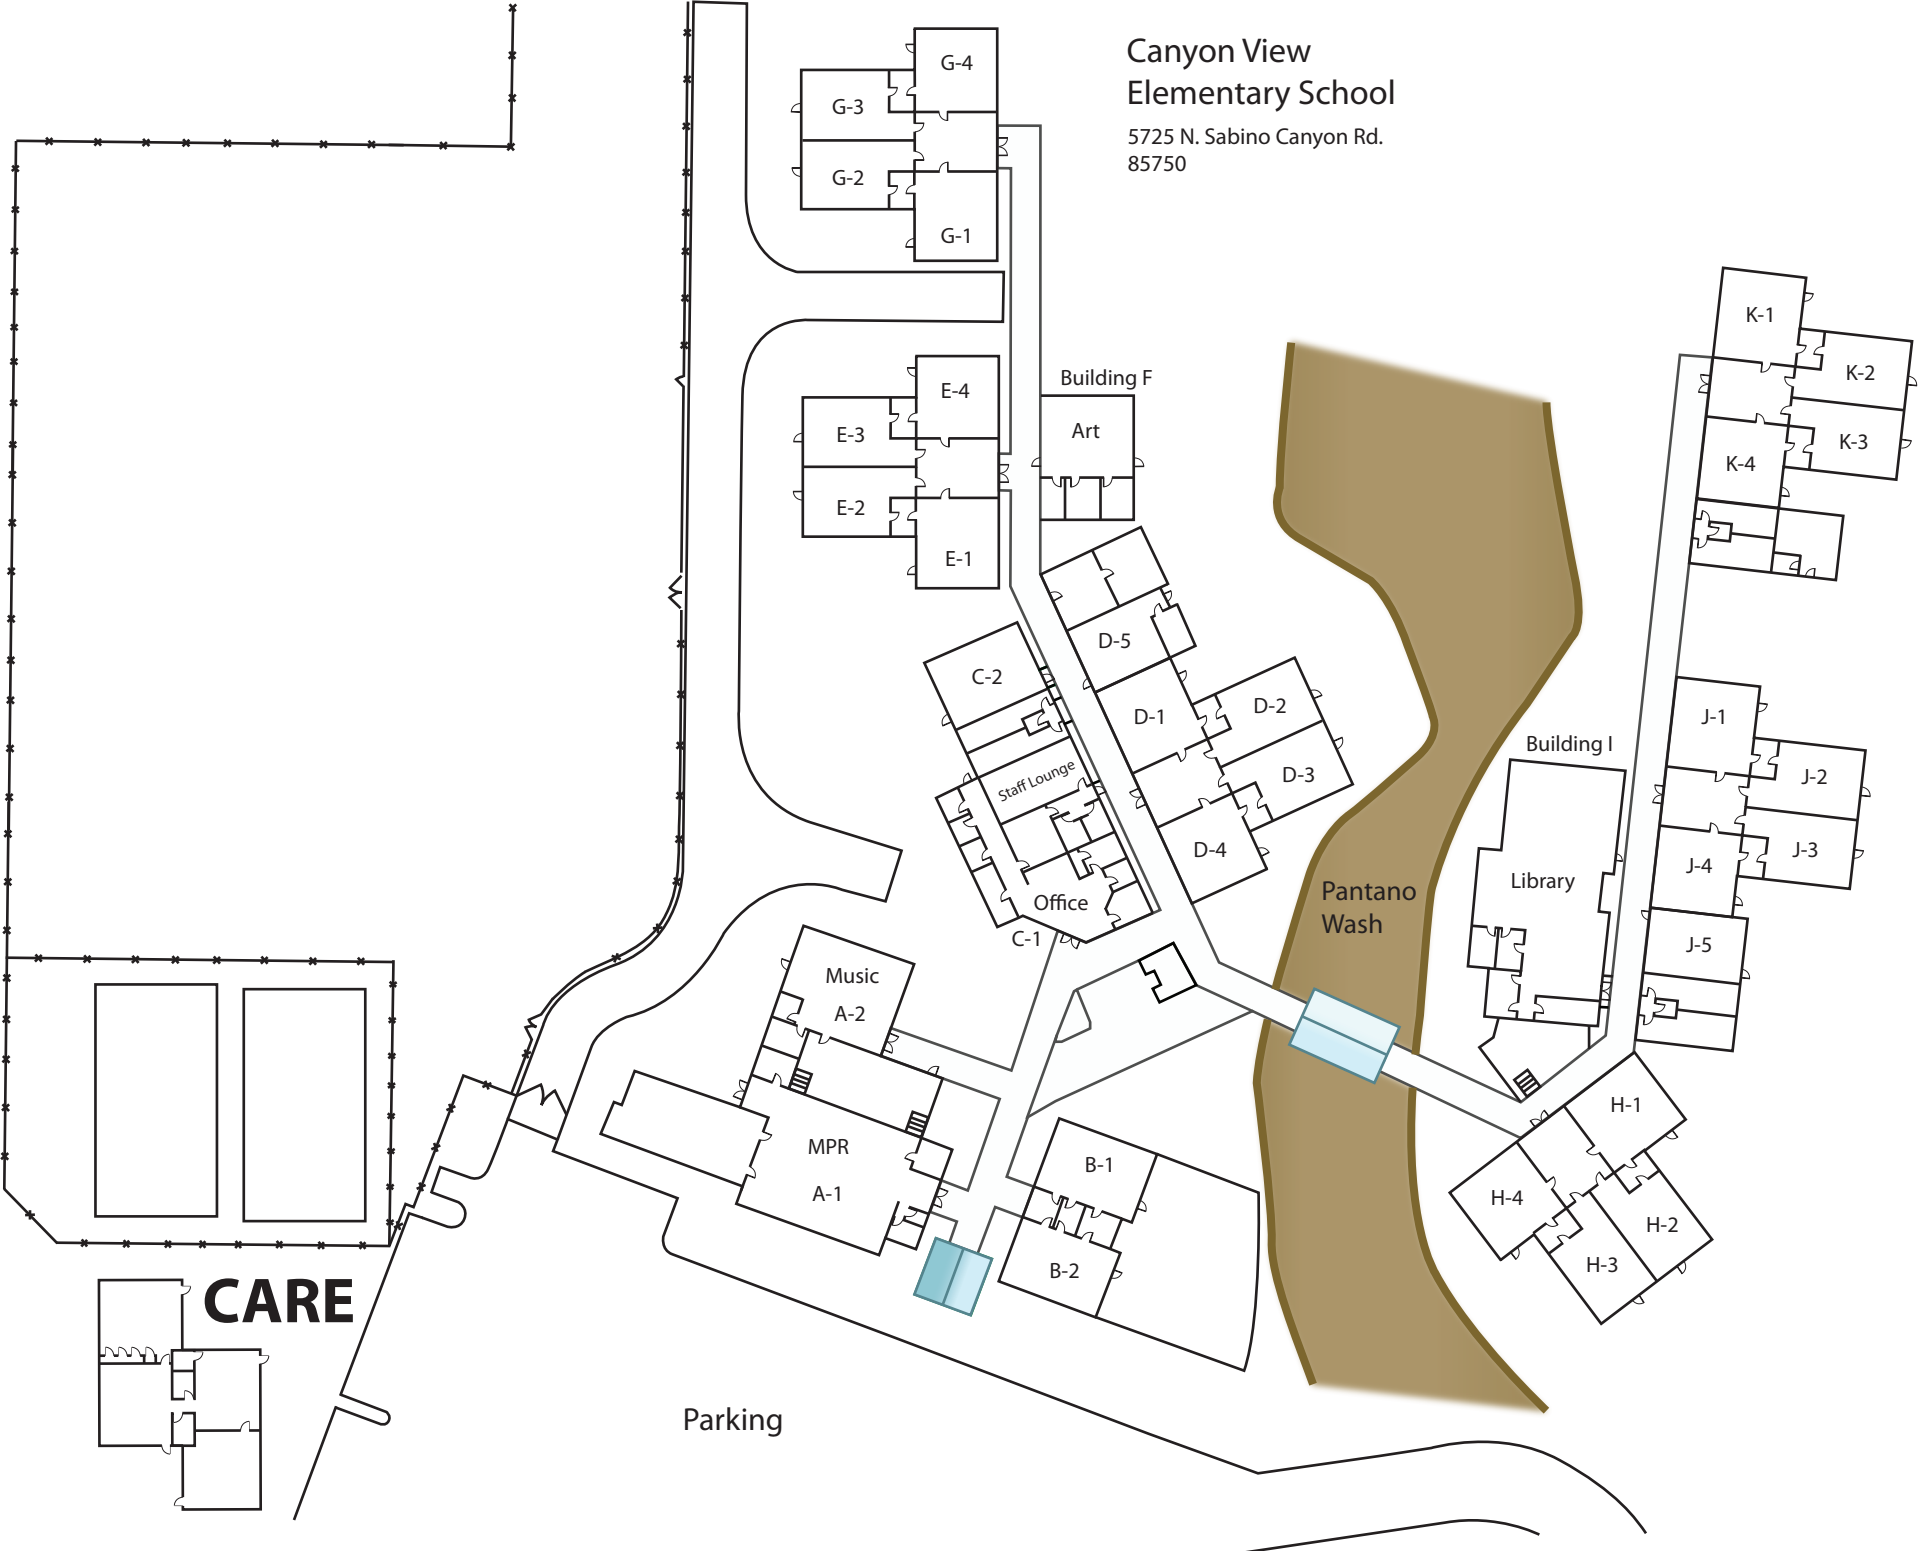 Canyon View
Elementary School
5725 N. Sabino Canyon Rd.
85750
G-4
G-3
G-2
G-1
Building F
E-4
E-3
Art
E-2
E-1
K-1
K-2
K-3
K-4
D-5
C-2
D-2
D-1
D-3
Staff Lounge
D-4
Office
C-1
J-1
Building I
J-2
J-3
J-4
Library
J-5
Pantano
Wash
Music
A-2
MPR
A-1
B-1
B-2
H-1
H-4
H-2
H-3
CARE
Parking